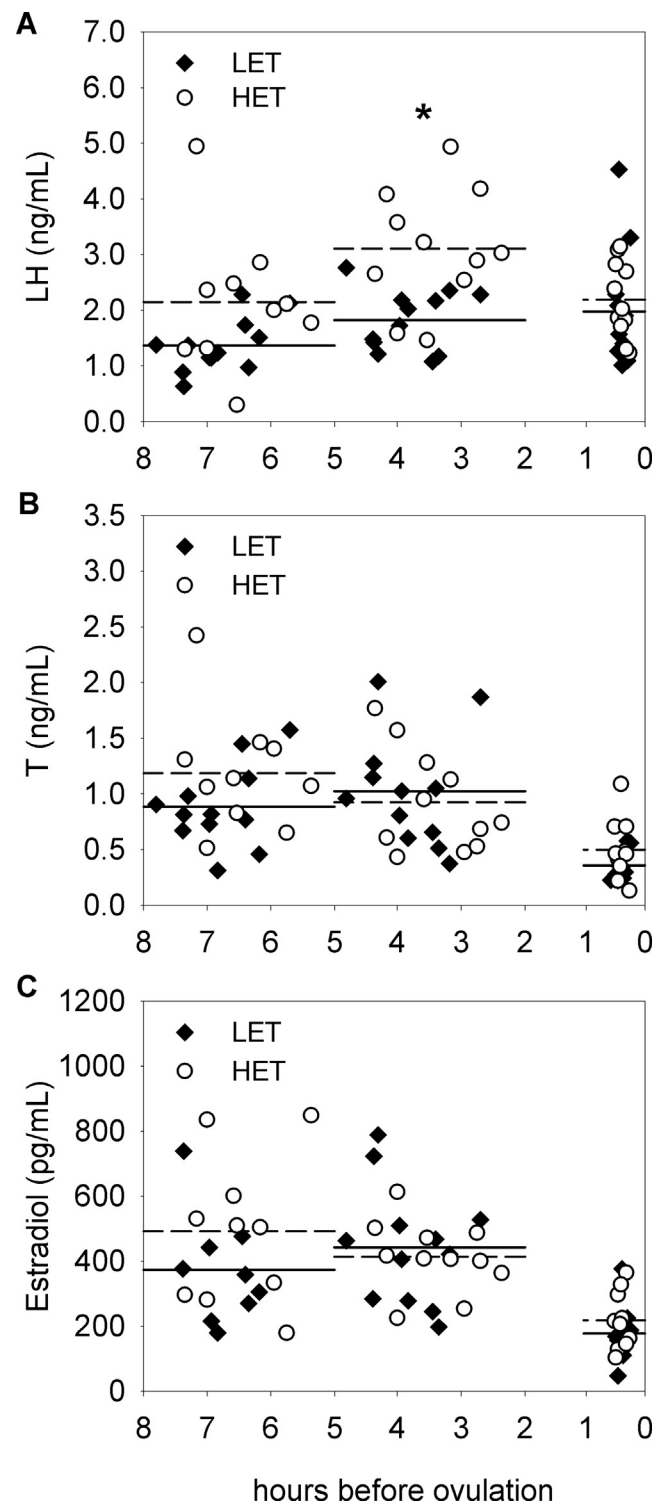 A
7.0
6.0
5.0
4.0
3.0
2.0
1.0
0.0
LH (ng/mL)
LET
HET
*
8 7 6 5 4 3 2 1 0
B
3.5
3.0
2.5
2.0
1.5
1.0
0.5
0.0
T (ng/mL)
LET
HET
8 7 6 5 4 3 2 1 0
C
1200
1000
800
600
400
200
0
Estradiol (pg/mL)
LET
HET
8 7 6 5 4 3 2 1 0
hours before ovulation